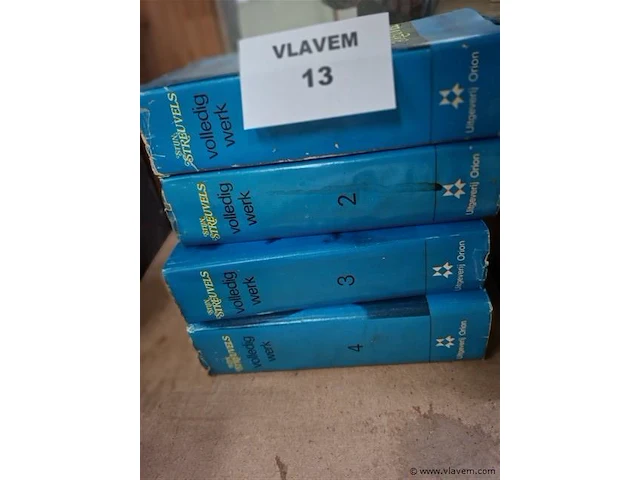 VLAVEM
13
STIJN
STREUVELS
volledig
werk
Uitgeverij Orion
STIJN
STREUVELS
volledig
werk
2
Uitgeverij Orion
STIJN
STREUVELS
volledig
werk
3
Uitgeverij Orion
STIJN
STREUVELS
volledig
werk
4
Uitgeverij Orion
© www.vlavem.com